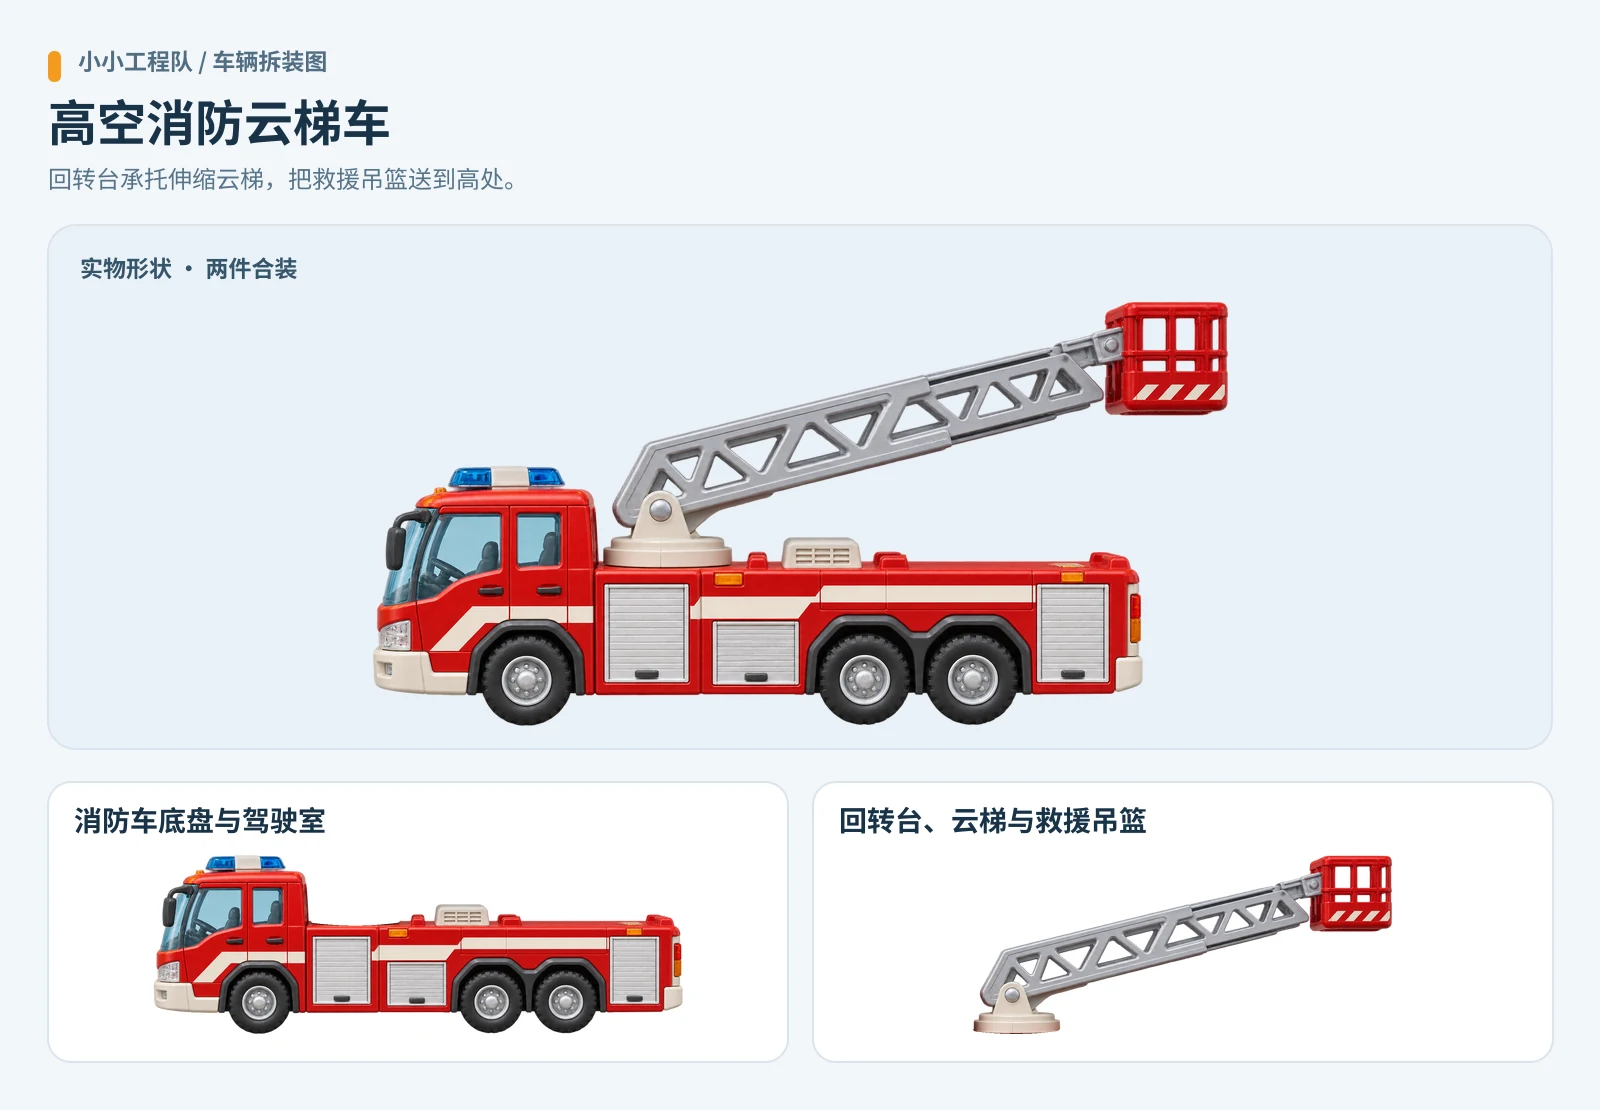 小小工程队 / 车辆拆装图
高空消防云梯车
回转台承托伸缩云梯，把救援吊篮送到高处。
实物形状 · 两件合装
消防车底盘与驾驶室
回转台、云梯与救援吊篮